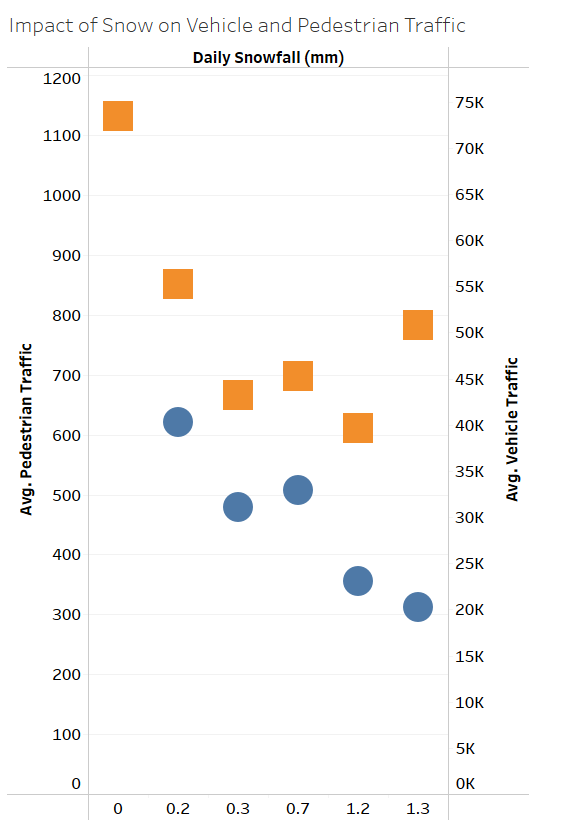 Impact of Snow on Vehicle and Pedestrian Traffic
Daily Snowfall (mm)
Avg. Pedestrian Traffic
1200
1100
1000
900
800
700
600
500
400
300
200
100
0
75K
70K
65K
60K
55K
50K
45K
40K
35K
30K
25K
20K
15K
10K
5K
0K
Avg. Vehicle Traffic
0 0.2 0.3 0.7 1.2 1.3